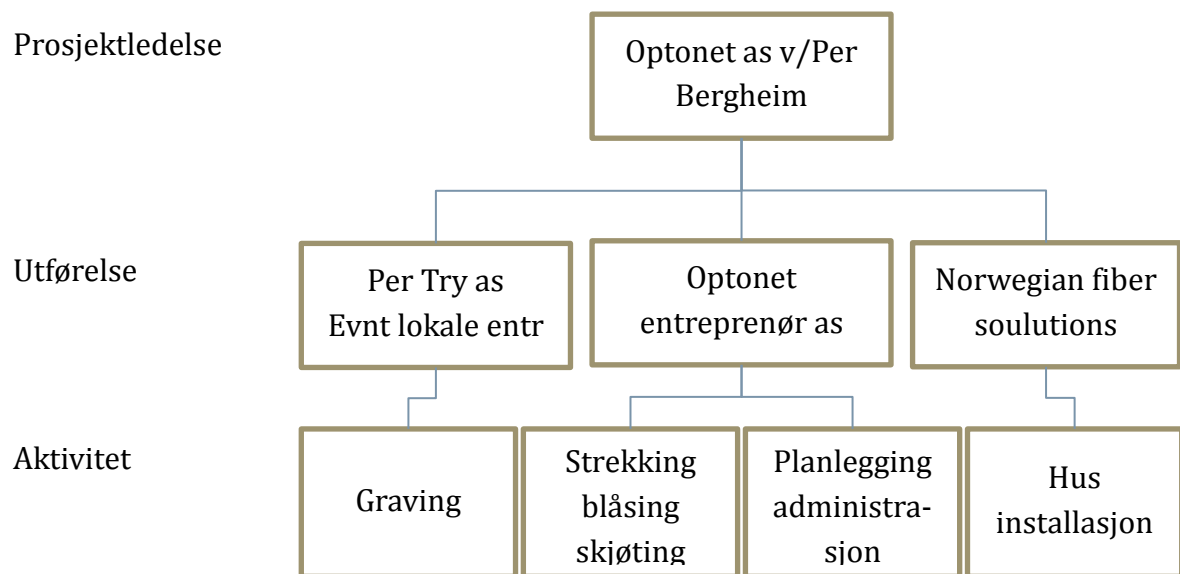 Prosjektledelse
Optonet as v/Per
Bergheim
Utførelse
Per Try as
Evnt lokale entr
Optonet
entreprenør as
Norwegian fiber
soulutions
Aktivitet
Graving
Strekking
blåsing
skjøting
Planlegging
administra-
sjon
Hus
installasjon